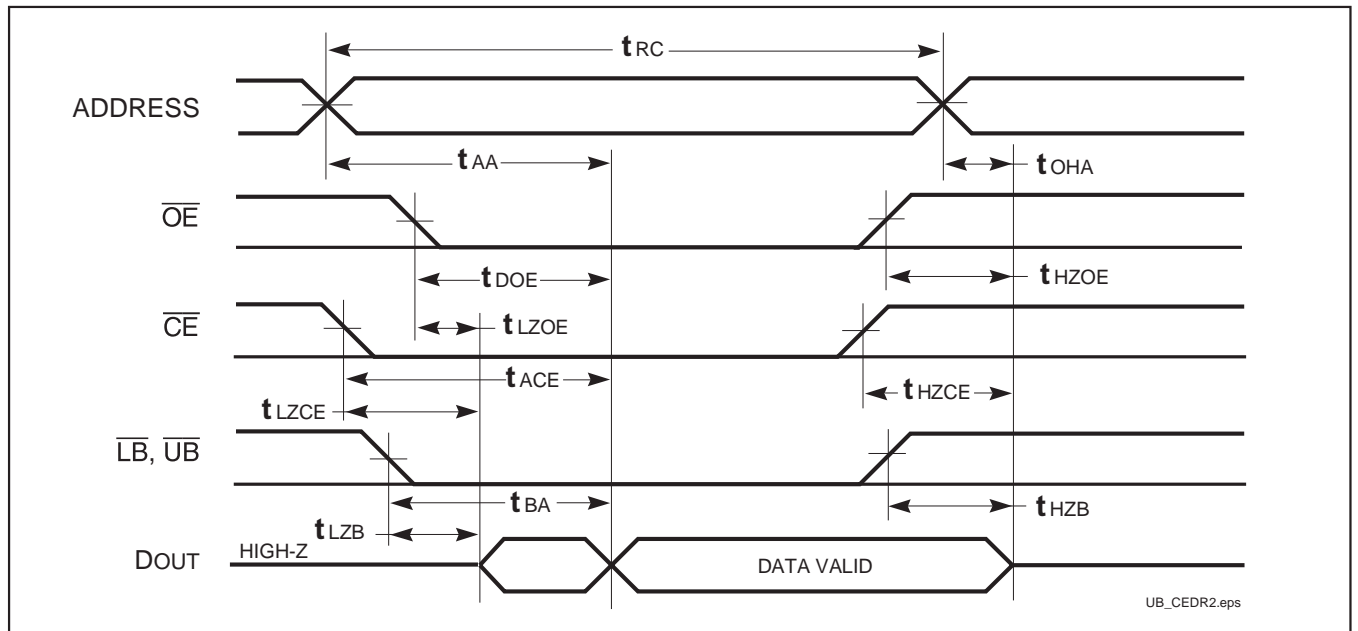 tRC
ADDRESS
tAA
tOHA
OE
tDOE
tHZOE
CE
tLZOE
tACE
tHZCE
tLZCE
LB, UB
tBA
tHZB
tLZB
DOUT
HIGH-Z
DATA VALID
UB_CEDR2.eps